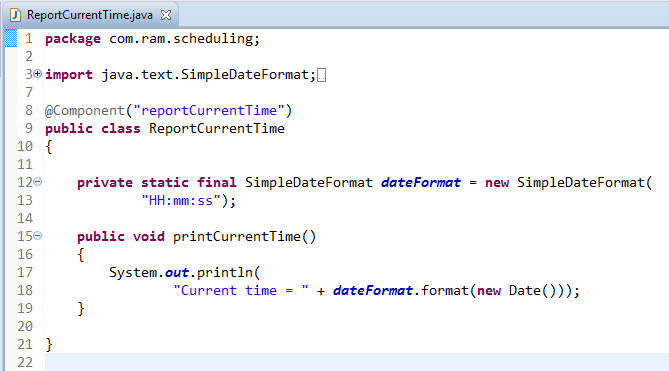 ReportCurrentTime.java
1 package com.ram.scheduling;
2
3 import java.text.SimpleDateFormat;
7
8 @Component("reportCurrentTime")
9 public class ReportCurrentTime
10 {
11
12 private static final SimpleDateFormat dateFormat = new SimpleDateFormat(
13 "HH:mm:ss");
14
15 public void printCurrentTime()
16 {
17 System.out.println(
18 "Current time = " + dateFormat.format(new Date()));
19 }
20
21 }
22